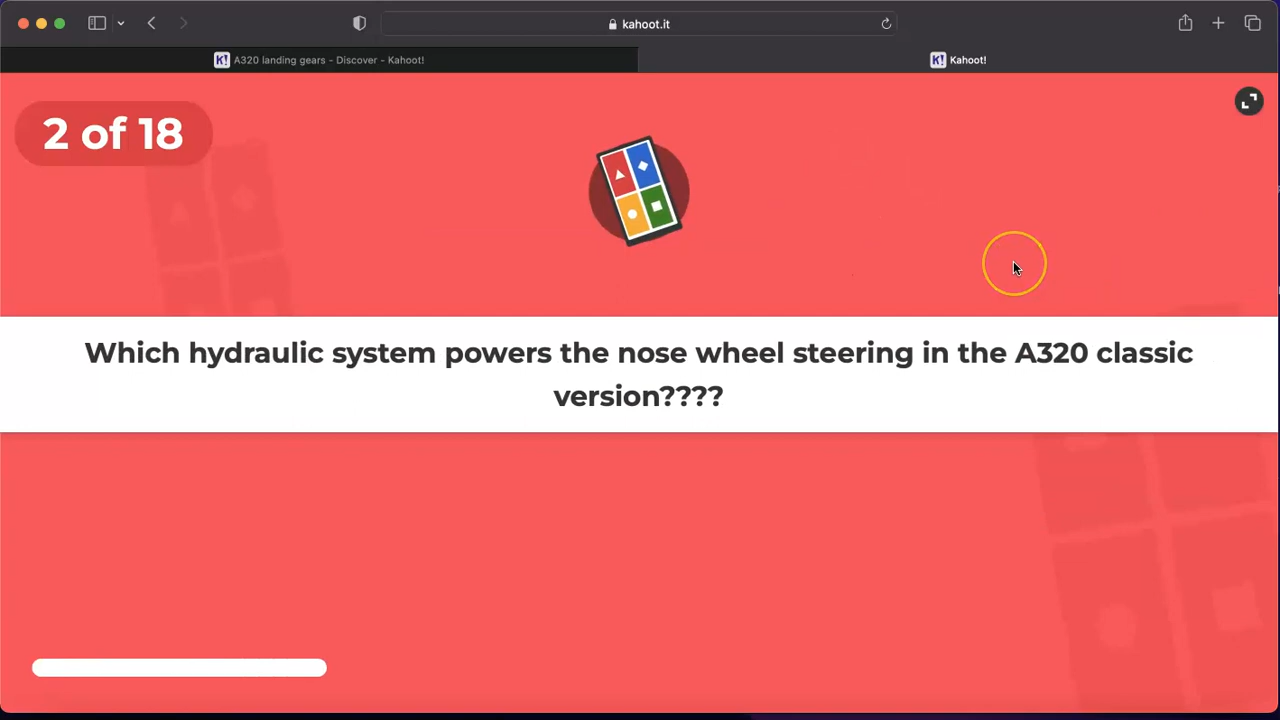 kahoot.it
K! A320 landing gears - Discover - Kahoot!
K! Kahoot!
2 of 18
Which hydraulic system powers the nose wheel steering in the A320 classic
version????